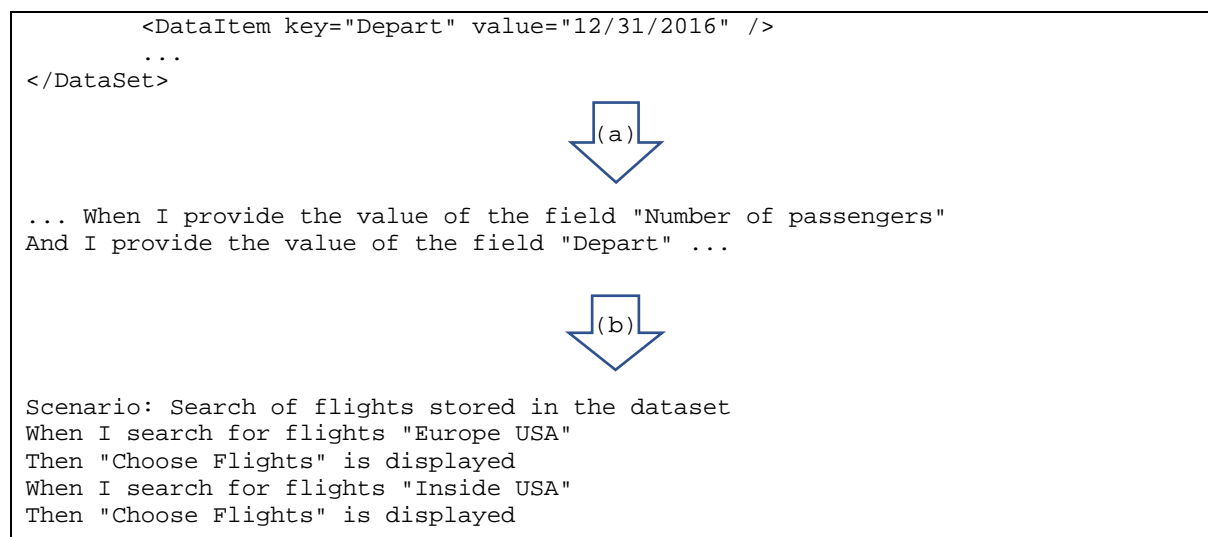 <DataItem key="Depart" value="12/31/2016" />
...
</DataSet>
(a)
... When I provide the value of the field "Number of passengers"
And I provide the value of the field "Depart" ...
(b)
Scenario: Search of flights stored in the dataset
When I search for flights "Europe USA"
Then "Choose Flights" is displayed
When I search for flights "Inside USA"
Then "Choose Flights" is displayed